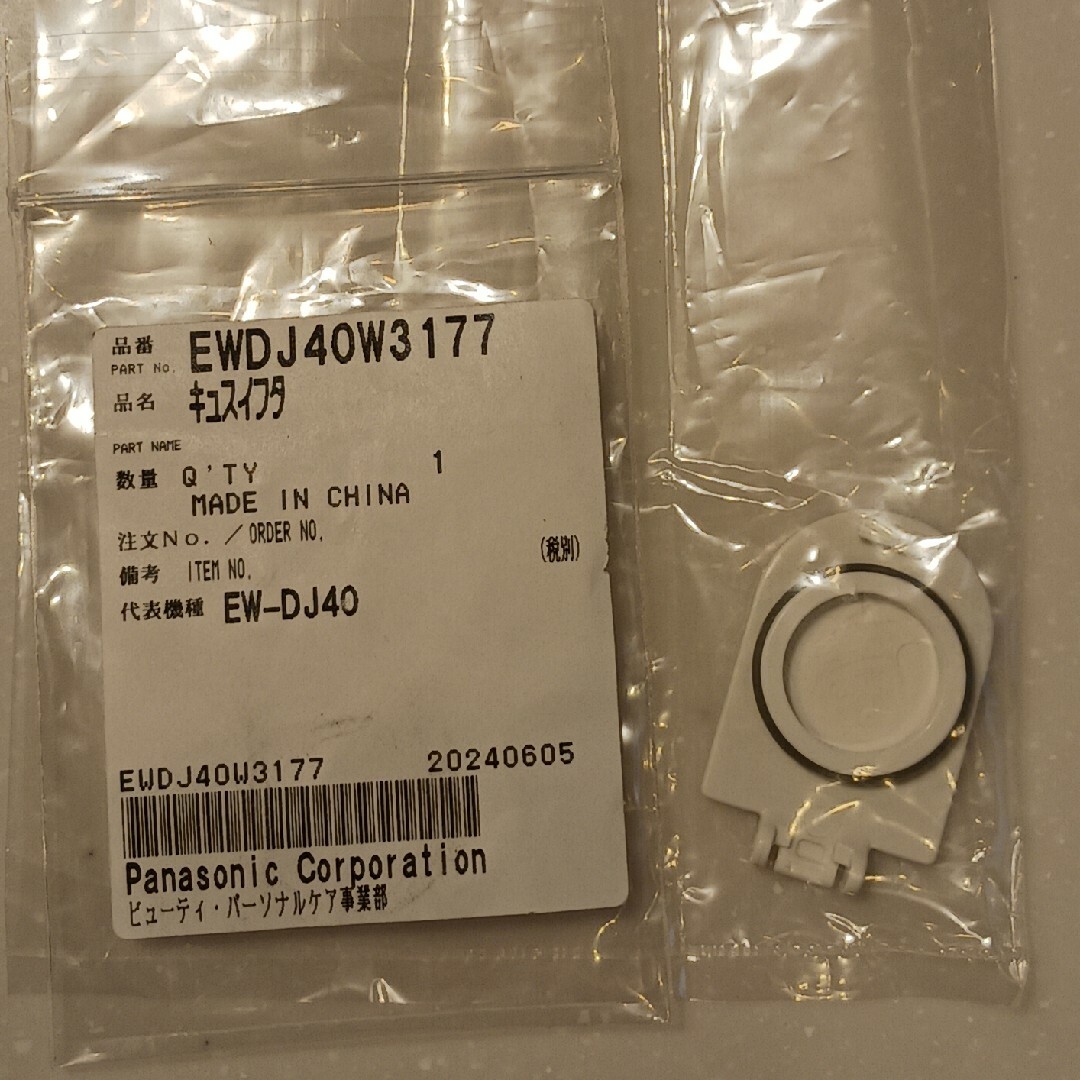 品番 EWDJ40W3177
PART No.
品名 キュスイフタ
PART NAME
数量 Q'TY 1
MADE IN CHINA
注文No.／ORDER NO.
備考 ITEM NO. (税別)
代表機種 EW-DJ40
EWDJ40W3177 20240605
Panasonic Corporation
ビューティ・パーソナルケア事業部